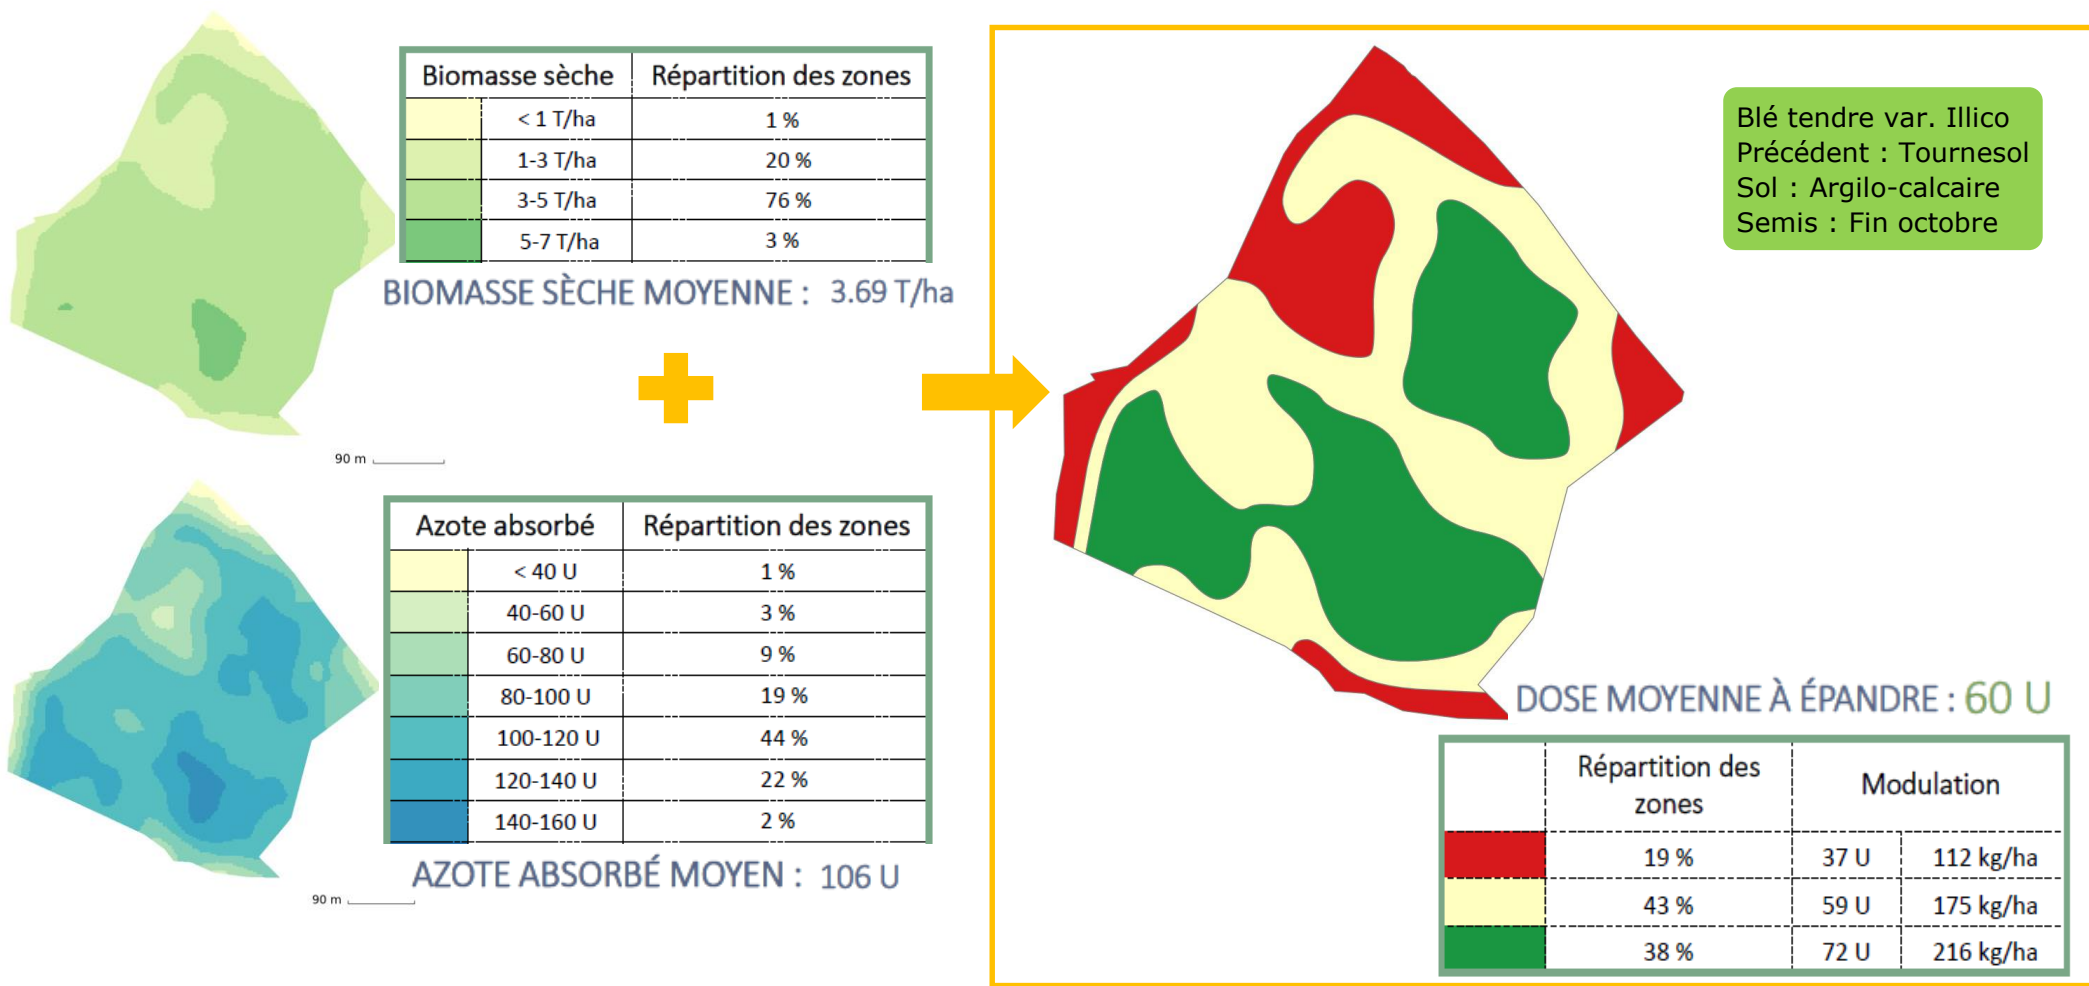 Biomasse sèche Répartition des zones
< 1 T/ha 1 %
1-3 T/ha 20 %
3-5 T/ha 76 %
5-7 T/ha 3 %
BIOMASSE SÈCHE MOYENNE : 3.69 T/ha
90 m
Azote absorbé Répartition des zones
< 40 U 1 %
40-60 U 3 %
60-80 U 9 %
80-100 U 19 %
100-120 U 44 %
120-140 U 22 %
140-160 U 2 %
AZOTE ABSORBÉ MOYEN : 106 U
90 m
Blé tendre var. Illico
Précédent : Tournesol
Sol : Argilo-calcaire
Semis : Fin octobre
DOSE MOYENNE À ÉPANDRE : 60 U
Répartition des
zones
Modulation
19 % 37 U 112 kg/ha
43 % 59 U 175 kg/ha
38 % 72 U 216 kg/ha